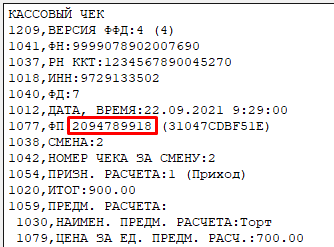 КАССОВЫЙ ЧЕК
1209,ВЕРСИЯ ФФД:4 (4)
1041,ФН:9999078902007690
1037,РН ККТ:1234567890045270
1018,ИНН:9729133502
1040,ФД:7
1012,ДАТА, ВРЕМЯ:22.09.2021 9:29:00
1077,ФП 2094789918 (31047CDBF51E)
1038,СМЕНА:2
1042,НОМЕР ЧЕКА ЗА СМЕНУ:2
1054,ПРИЗН. РАСЧЕТА:1 (Приход)
1020,ИТОГ:900.00
1059,ПРЕДМ. РАСЧЕТА:
1030,НАИМЕН. ПРЕДМ. РАСЧЕТА:Торт
1079,ЦЕНА ЗА ЕД. ПРЕДМ. РАСЧ.:700.00